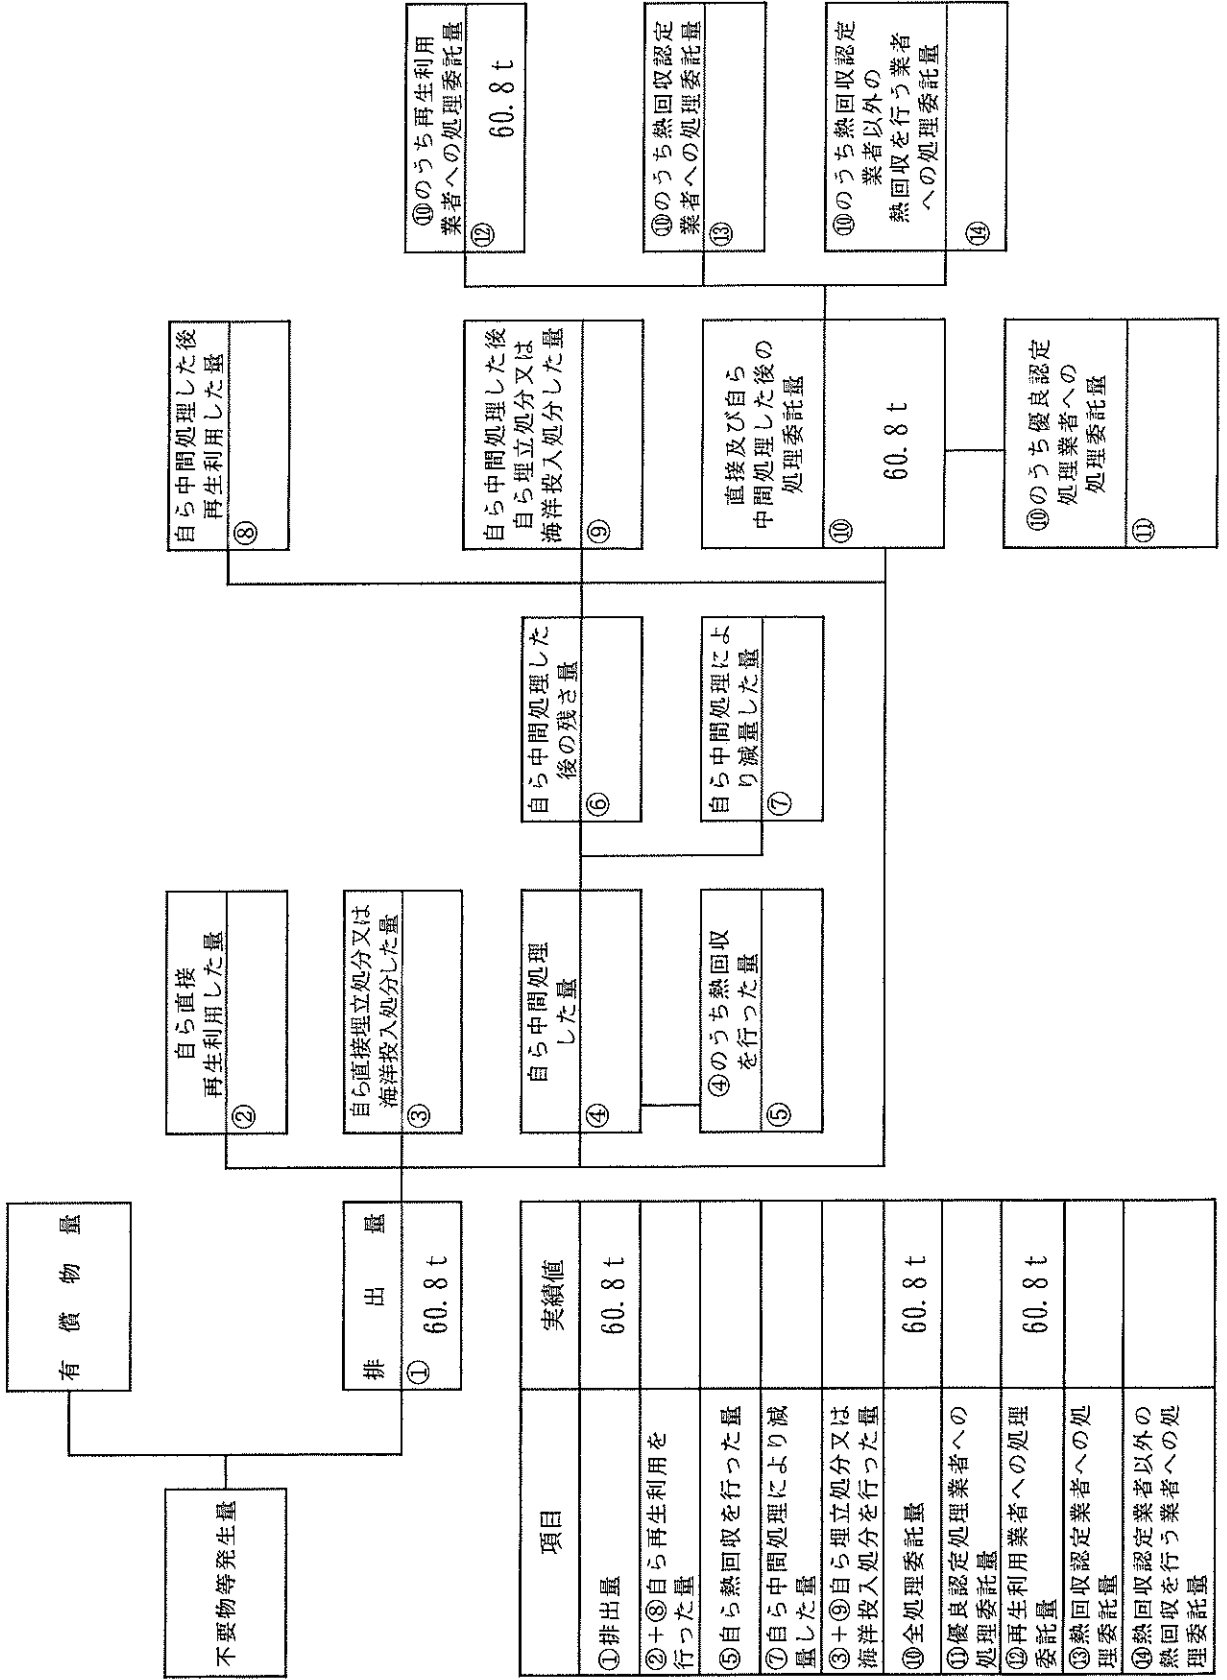 不要物等発生量
有償物量
排出量
①
60.8 t
自ら直接
再生利用した量
②
自ら直接埋立処分又は
海洋投入処分した量
③
自ら中間処理
した量
④
④のうち熱回収
を行った量
⑤
自ら中間処理した
後の残さ量
⑥
自ら中間処理によ
り減量した量
⑦
自ら中間処理した後
再生利用した量
⑧
自ら中間処理した後
自ら埋立処分又は
海洋投入処分した量
⑨
直接及び自ら
中間処理した後の
処理委託量
⑩
60.8 t
⑩のうち優良認定
処理業者への
処理委託量
⑪
⑩のうち再生利用
業者への処理委託量
⑫
60.8 t
⑩のうち熱回収認定
業者への処理委託量
⑬
⑩のうち熱回収認定
業者以外の
熱回収を行う業者
への処理委託量
⑭
項目 実績値
①排出量 60.8 t
②+⑧自ら再生利用を
行った量
⑤自ら熱回収を行った量
⑦自ら中間処理により減
量した量
③+⑨自ら埋立処分又は
海洋投入処分を行った量
⑩全処理委託量 60.8 t
⑪優良認定処理業者への
処理委託量
⑫再生利用業者への処理
委託量 60.8 t
⑬熱回収認定業者への処
理委託量
⑭熱回収認定業者以外の
熱回収を行う業者への処
理委託量